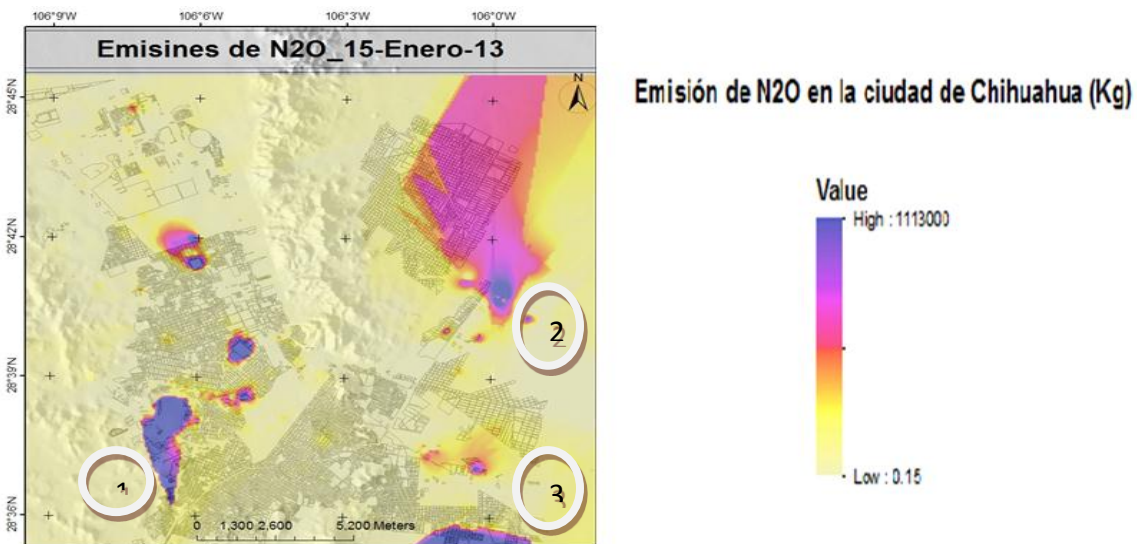 106°9'W 106°6'W 106°3'W 106°0'W
Emisines de N2O_15-Enero-13
N
28°45'N
28°42'N
28°39'N
28°36'N
2
1
3
0 1,300 2,600 5,200 Meters
Emisión de N2O en la ciudad de Chihuahua (Kg)
Value
High : 1113000
Low : 0.15